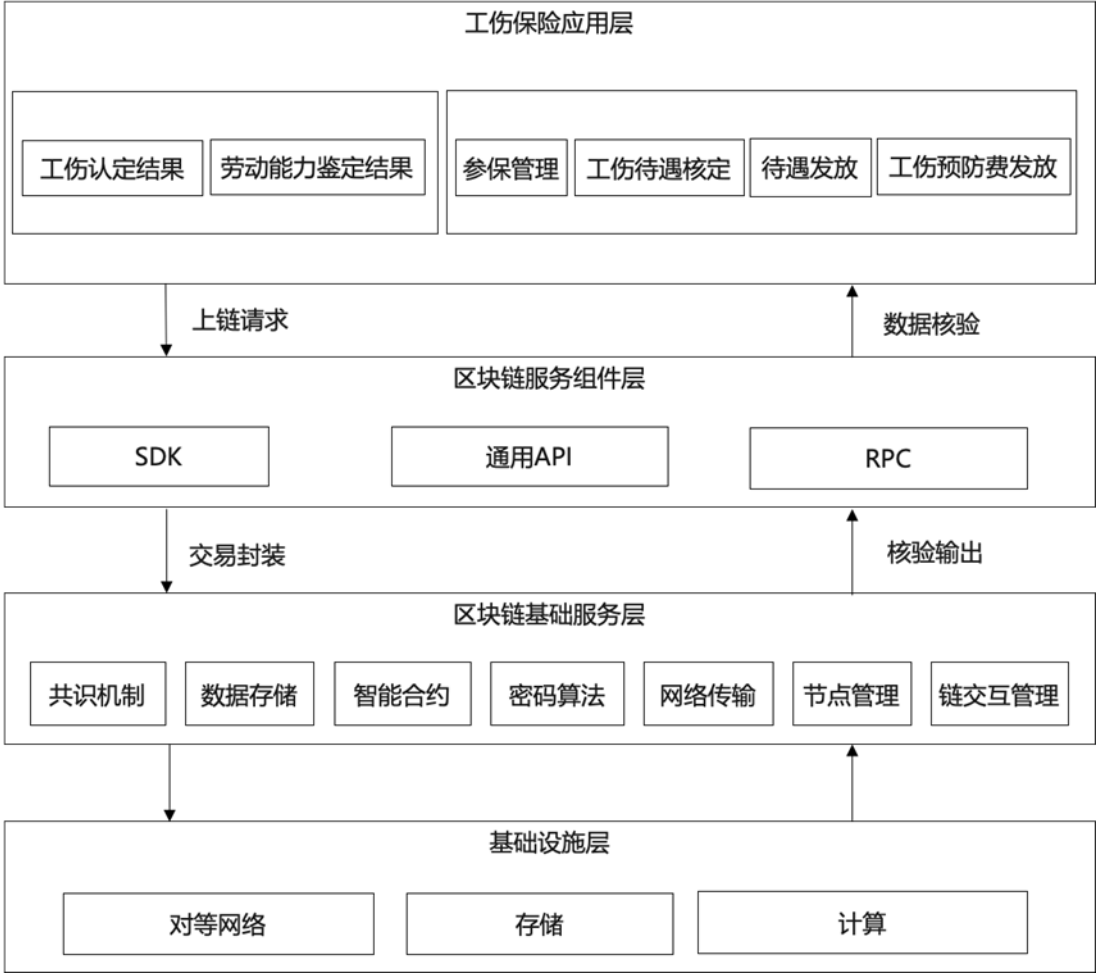 工伤保险应用层
工伤认定结果
劳动能力鉴定结果
参保管理
工伤待遇核定
待遇发放
工伤预防费发放
上链请求
数据核验
区块链服务组件层
SDK
通用API
RPC
交易封装
核验输出
区块链基础服务层
共识机制
数据存储
智能合约
密码算法
网络传输
节点管理
链交互管理
基础设施层
对等网络
存储
计算